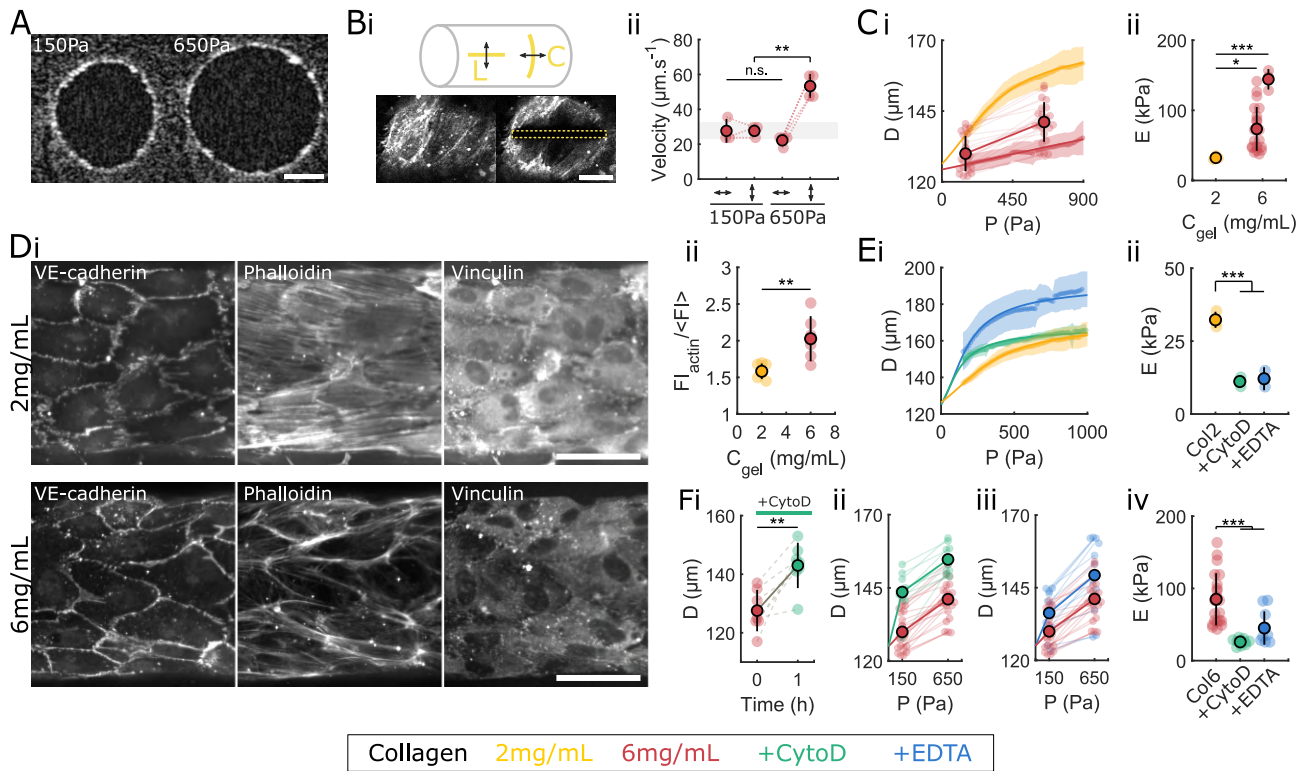 A
150Pa
650Pa
Bi
L
C
ii
Velocity (µm.s⁻¹)
80
60
40
20
0
n.s.
**
150Pa 650Pa
Ci
D (µm)
170
145
120
0 450 900
P (Pa)
ii
E (kPa)
200
100
0
***
*
2 6
C_gel (mg/mL)
Di
2mg/mL
VE-cadherin
Phalloidin
Vinculin
6mg/mL
VE-cadherin
Phalloidin
Vinculin
ii
FI_actin/<FI>
3
2.5
2
1.5
1
**
0 2 4 6 8
C_gel (mg/mL)
Ei
D (µm)
200
180
160
140
120
0 500 1000
P (Pa)
ii
E (kPa)
50
25
0
***
Col2
+CytoD
+EDTA
Fi
+CytoD
**
D (µm)
160
140
120
0 1
Time (h)
ii
D (µm)
170
145
120
150 650
P (Pa)
iii
D (µm)
170
145
120
150 650
P (Pa)
iv
E (kPa)
200
100
0
***
Col6
+CytoD
+EDTA
Collagen 2mg/mL 6mg/mL +CytoD +EDTA